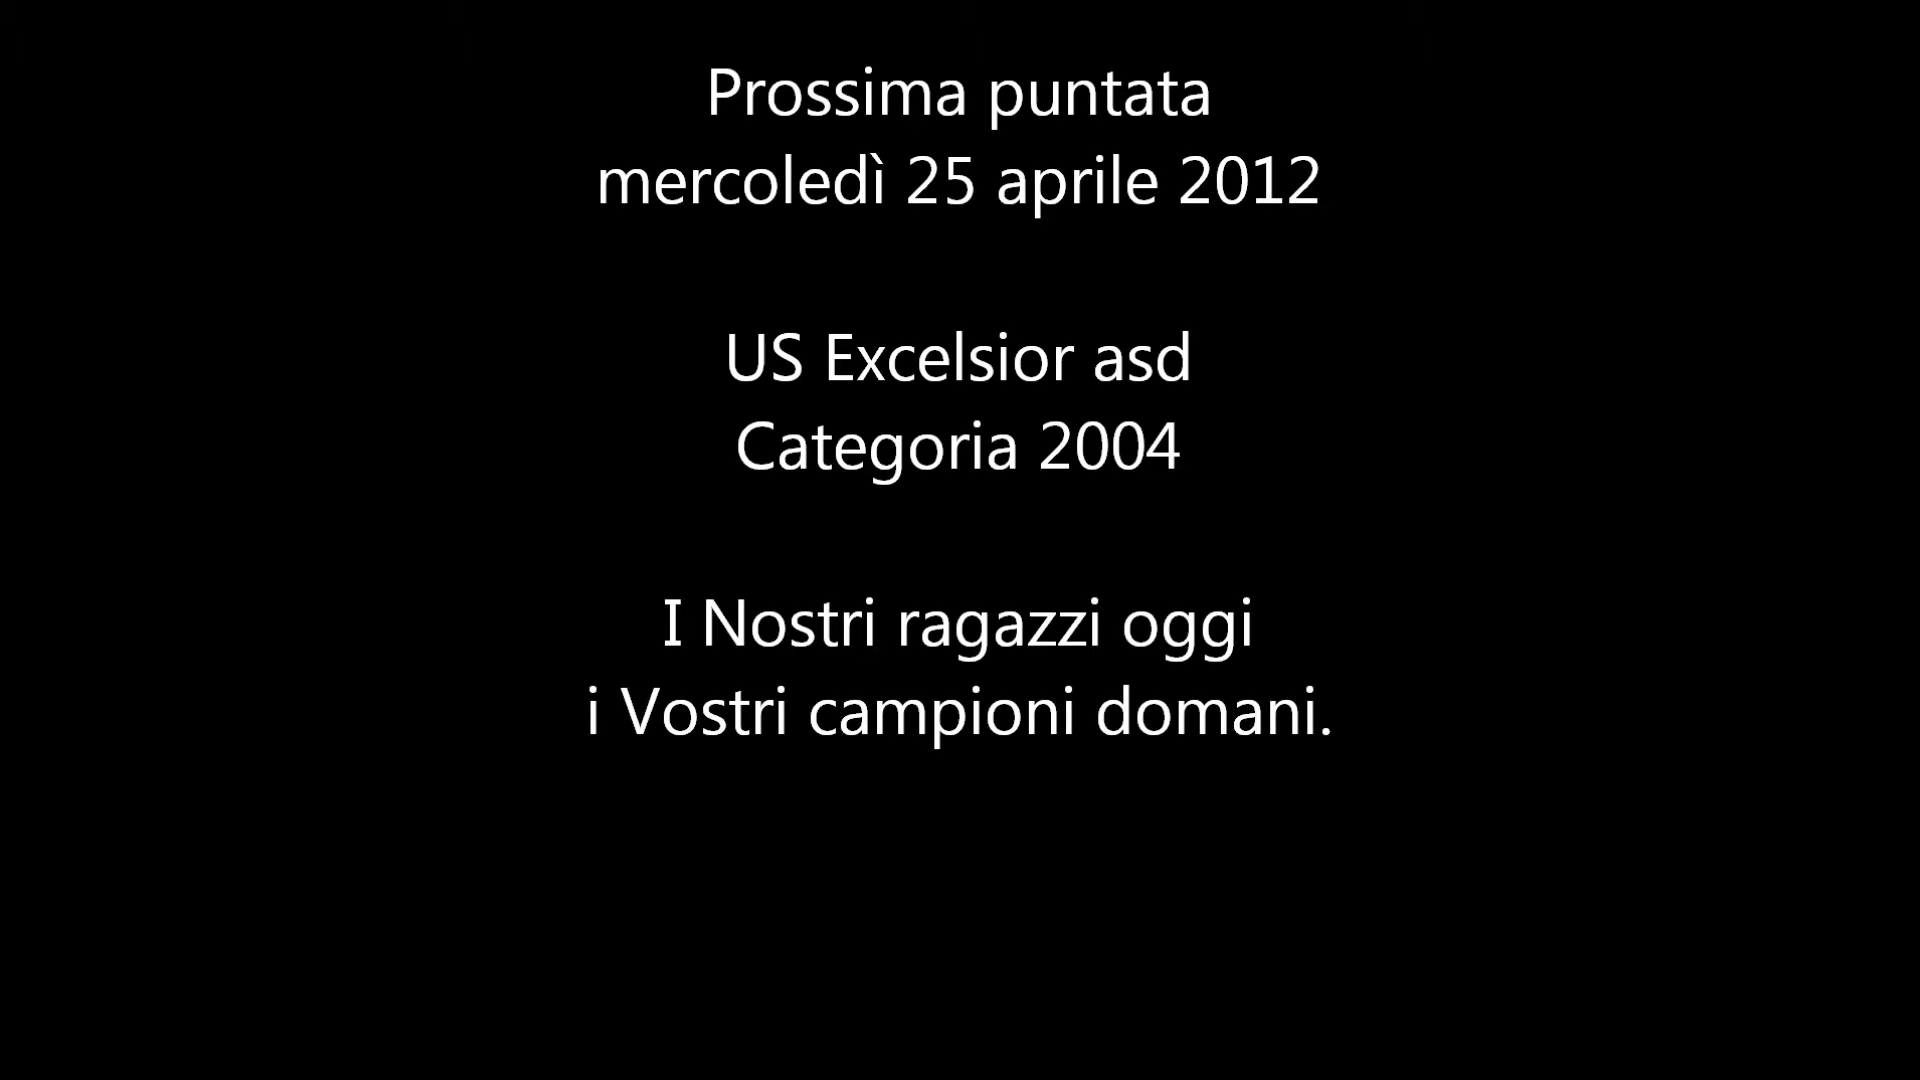 Prossima puntata
mercoledì 25 aprile 2012
US Excelsior asd
Categoria 2004
I Nostri ragazzi oggi
i Vostri campioni domani.